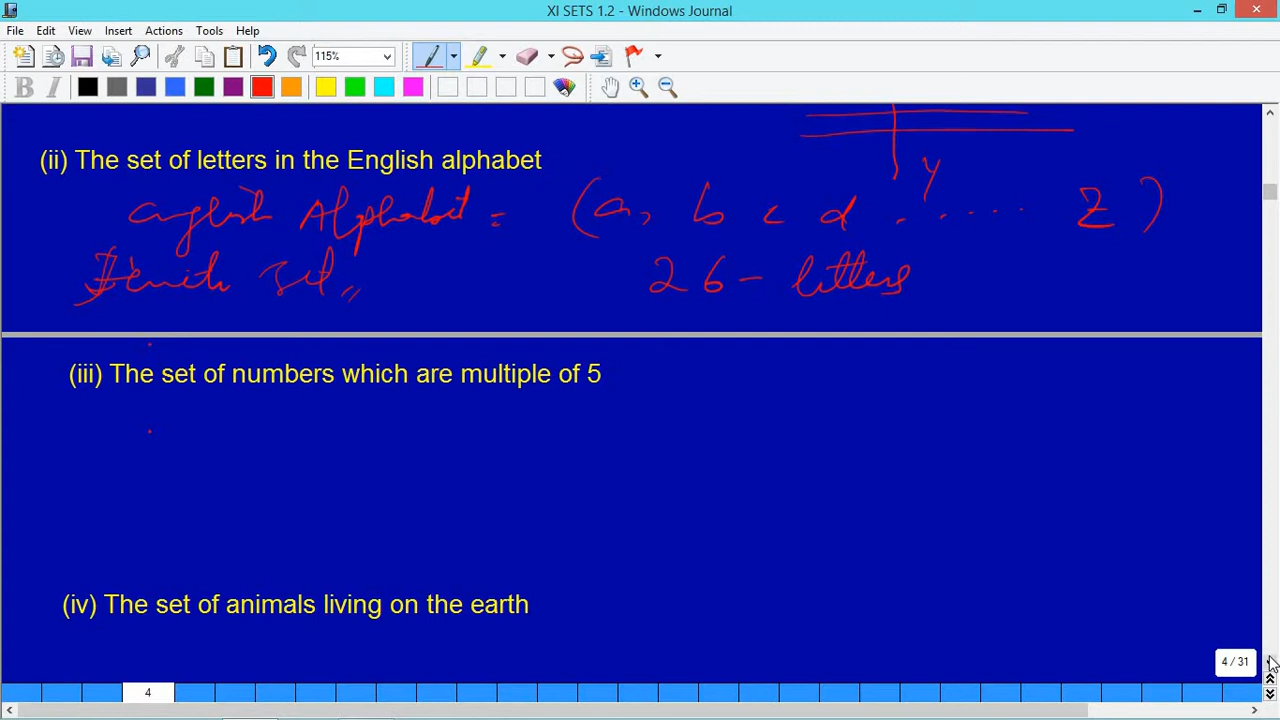 XI SETS 1.2 - Windows Journal
File Edit View Insert Actions Tools Help
115%
B I
(ii) The set of letters in the English alphabet
y
English Alphabet = (a, b c d . . . . . . Z)
Finite Set,, 26 - letters
(iii) The set of numbers which are multiple of 5
(iv) The set of animals living on the earth
4 / 31
4